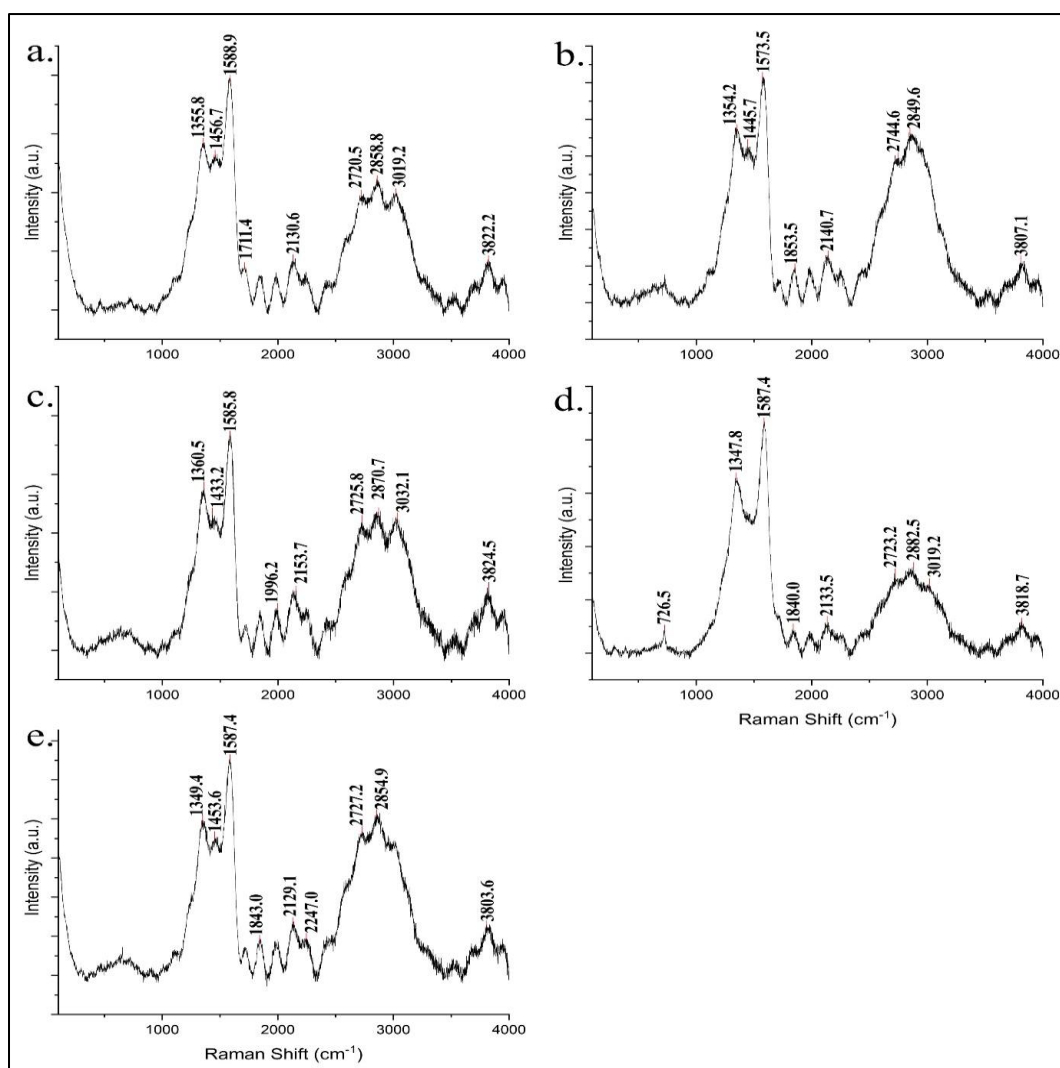 a.
Intensity (a.u.)
1355.8
1456.7
1588.9
1711.4
2130.6
2720.5
2858.8
3019.2
3822.2
1000 2000 3000 4000
b.
Intensity (a.u.)
1354.2
1445.7
1573.5
1853.5
2140.7
2744.6
2849.6
3807.1
1000 2000 3000 4000
c.
Intensity (a.u.)
1360.5
1433.2
1585.8
1996.2
2153.7
2725.8
2870.7
3032.1
3824.5
1000 2000 3000 4000
d.
Intensity (a.u.)
726.5
1347.8
1587.4
1840.0
2133.5
2723.2
2882.5
3019.2
3818.7
1000 2000 3000 4000
Raman Shift (cm⁻¹)
e.
Intensity (a.u.)
1349.4
1453.6
1587.4
1843.0
2129.1
2247.0
2727.2
2854.9
3803.6
1000 2000 3000 4000
Raman Shift (cm⁻¹)